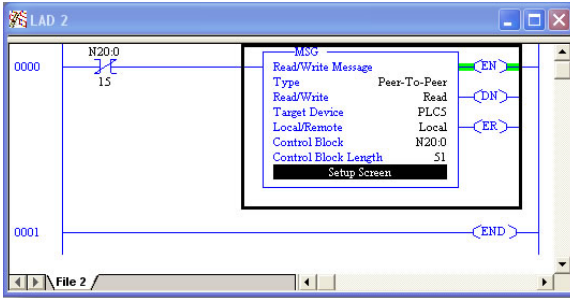 LAD 2
N20:0
0000
15
MSG
Read/Write Message
Type Peer-To-Peer
Read/Write Read
Target Device PLC5
Local/Remote Local
Control Block N20:0
Control Block Length 51
Setup Screen
EN
DN
ER
0001
END
File 2